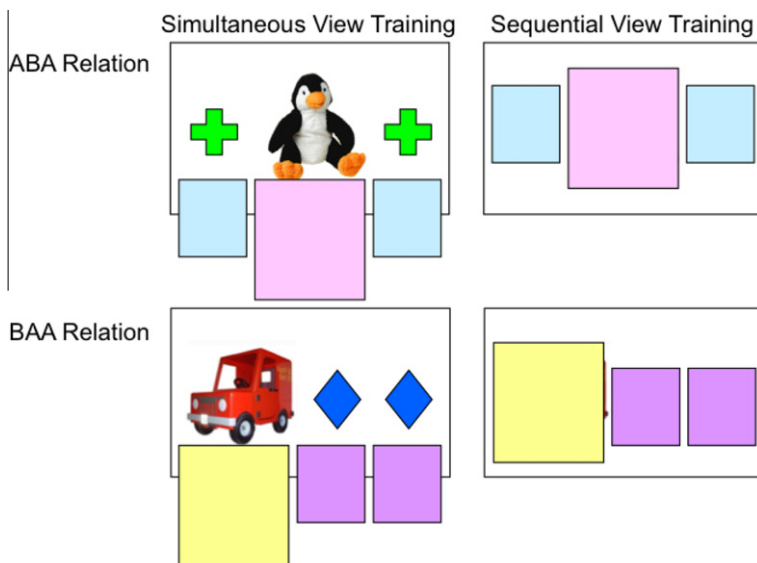 Simultaneous View Training
Sequential View Training
ABA Relation
BAA Relation